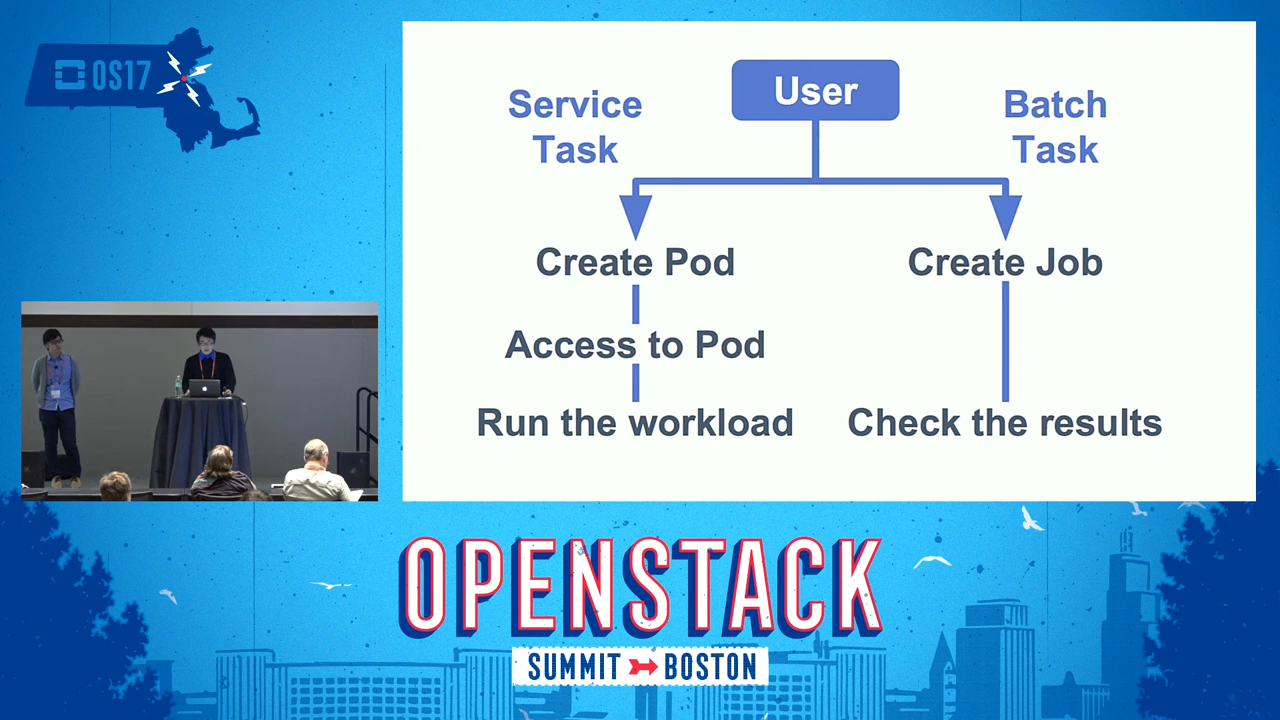 OS17
User
Service
Task
Batch
Task
Create Pod
Create Job
Access to Pod
Run the workload
Check the results
OPENSTACK
SUMMIT BOSTON